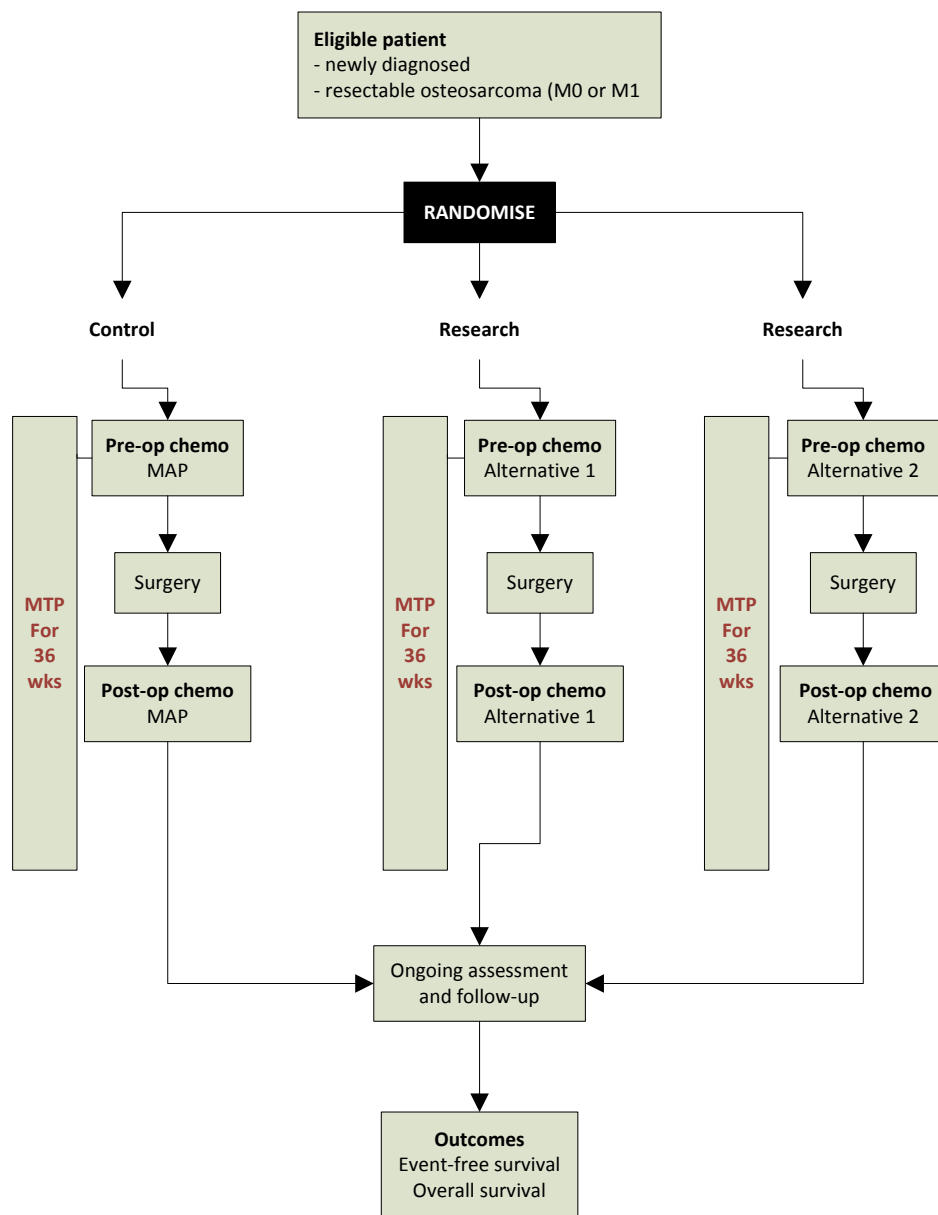 Eligible patient
- newly diagnosed
- resectable osteosarcoma (M0 or M1
RANDOMISE
Control
Research
Research
MTP
For
36
wks
Pre-op chemo
MAP
Surgery
Post-op chemo
MAP
MTP
For
36
wks
Pre-op chemo
Alternative 1
Surgery
Post-op chemo
Alternative 1
MTP
For
36
wks
Pre-op chemo
Alternative 2
Surgery
Post-op chemo
Alternative 2
Ongoing assessment
and follow-up
Outcomes
Event-free survival
Overall survival